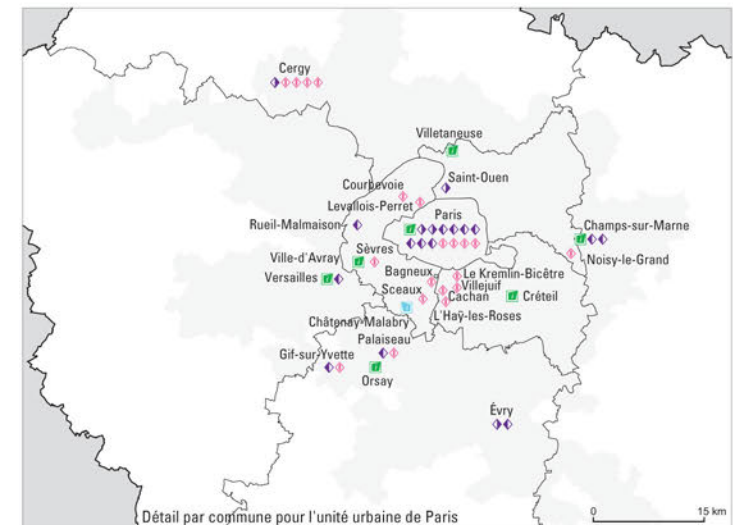 Cergy
Villetaneuse
Courbevoie
Saint-Ouen
Levallois-Perret
Paris
Rueil-Malmaison
Champs-sur-Marne
Sèvres
Ville-d'Avray
Noisy-le-Grand
Versailles
Bagneux
Le Kremlin-Bicêtre
Sceaux
Villejuif
Cachan
Créteil
Châtenay-Malabry
L'Haÿ-les-Roses
Palaiseau
Gif-sur-Yvette
Orsay
Évry
0 15 km
Détail par commune pour l'unité urbaine de Paris